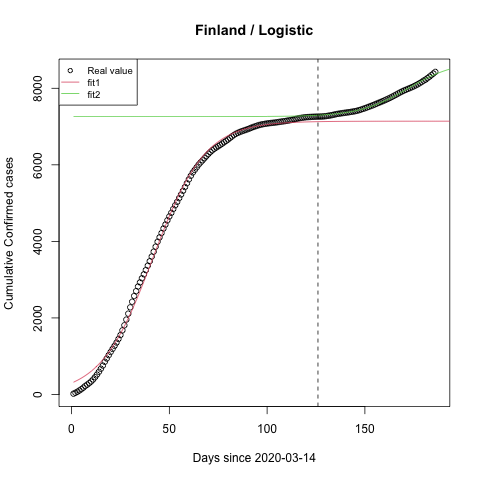 Finland / Logistic
Real value
fit1
fit2
Cumulative Confirmed cases
8000
6000
4000
2000
0
0 50 100 150
Days since 2020-03-14